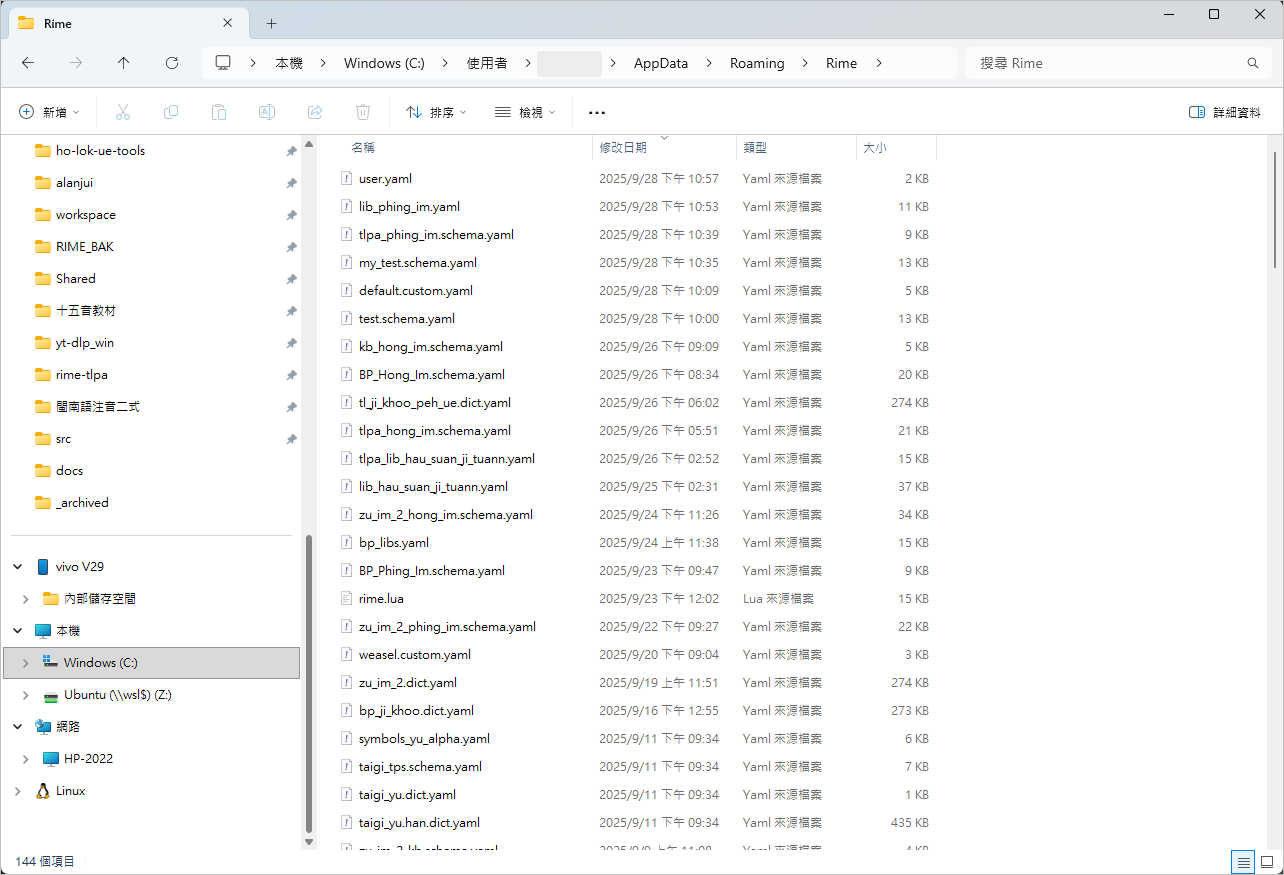 Rime
本機 Windows (C:) 使用者 AppData Roaming Rime 搜尋 Rime
新增 排序 檢視 詳細資料
ho-lok-ue-tools
alanjui
workspace
RIME_BAK
Shared
十五音教材
yt-dlp_win
rime-tlpa
閩南語注音二式
src
docs
_archived
vivo V29
內部儲存空間
本機
Windows (C:)
Ubuntu (\\wsl$) (Z:)
網路
HP-2022
Linux
名稱 修改日期 類型 大小
user.yaml 2025/9/28 下午 10:57 Yaml 來源檔案 2 KB
lib_phing_im.yaml 2025/9/28 下午 10:53 Yaml 來源檔案 11 KB
tlpa_phing_im.schema.yaml 2025/9/28 下午 10:39 Yaml 來源檔案 9 KB
my_test.schema.yaml 2025/9/28 下午 10:35 Yaml 來源檔案 13 KB
default.custom.yaml 2025/9/28 下午 10:09 Yaml 來源檔案 5 KB
test.schema.yaml 2025/9/28 下午 10:00 Yaml 來源檔案 13 KB
kb_hong_im.schema.yaml 2025/9/26 下午 09:09 Yaml 來源檔案 5 KB
BP_Hong_Im.schema.yaml 2025/9/26 下午 08:34 Yaml 來源檔案 20 KB
tl_ji_khoo_peh_ue.dict.yaml 2025/9/26 下午 06:02 Yaml 來源檔案 274 KB
tlpa_hong_im.schema.yaml 2025/9/26 下午 05:51 Yaml 來源檔案 21 KB
tlpa_lib_hau_suan_ji_tuann.yaml 2025/9/26 下午 02:52 Yaml 來源檔案 15 KB
lib_hau_suan_ji_tuann.yaml 2025/9/25 下午 02:31 Yaml 來源檔案 37 KB
zu_im_2_hong_im.schema.yaml 2025/9/24 下午 11:26 Yaml 來源檔案 34 KB
bp_libs.yaml 2025/9/24 上午 11:38 Yaml 來源檔案 15 KB
BP_Phing_Im.schema.yaml 2025/9/23 下午 09:47 Yaml 來源檔案 9 KB
rime.lua 2025/9/23 下午 12:02 Lua 來源檔案 15 KB
zu_im_2_phing_im.schema.yaml 2025/9/22 下午 09:27 Yaml 來源檔案 22 KB
weasel.custom.yaml 2025/9/20 下午 09:04 Yaml 來源檔案 3 KB
zu_im_2.dict.yaml 2025/9/19 上午 11:51 Yaml 來源檔案 274 KB
bp_ji_khoo.dict.yaml 2025/9/16 下午 12:55 Yaml 來源檔案 273 KB
symbols_yu_alpha.yaml 2025/9/11 下午 09:34 Yaml 來源檔案 6 KB
taigi_tps.schema.yaml 2025/9/11 下午 09:34 Yaml 來源檔案 7 KB
taigi_yu.dict.yaml 2025/9/11 下午 09:34 Yaml 來源檔案 1 KB
taigi_yu.han.dict.yaml 2025/9/11 下午 09:34 Yaml 來源檔案 435 KB
144 個項目